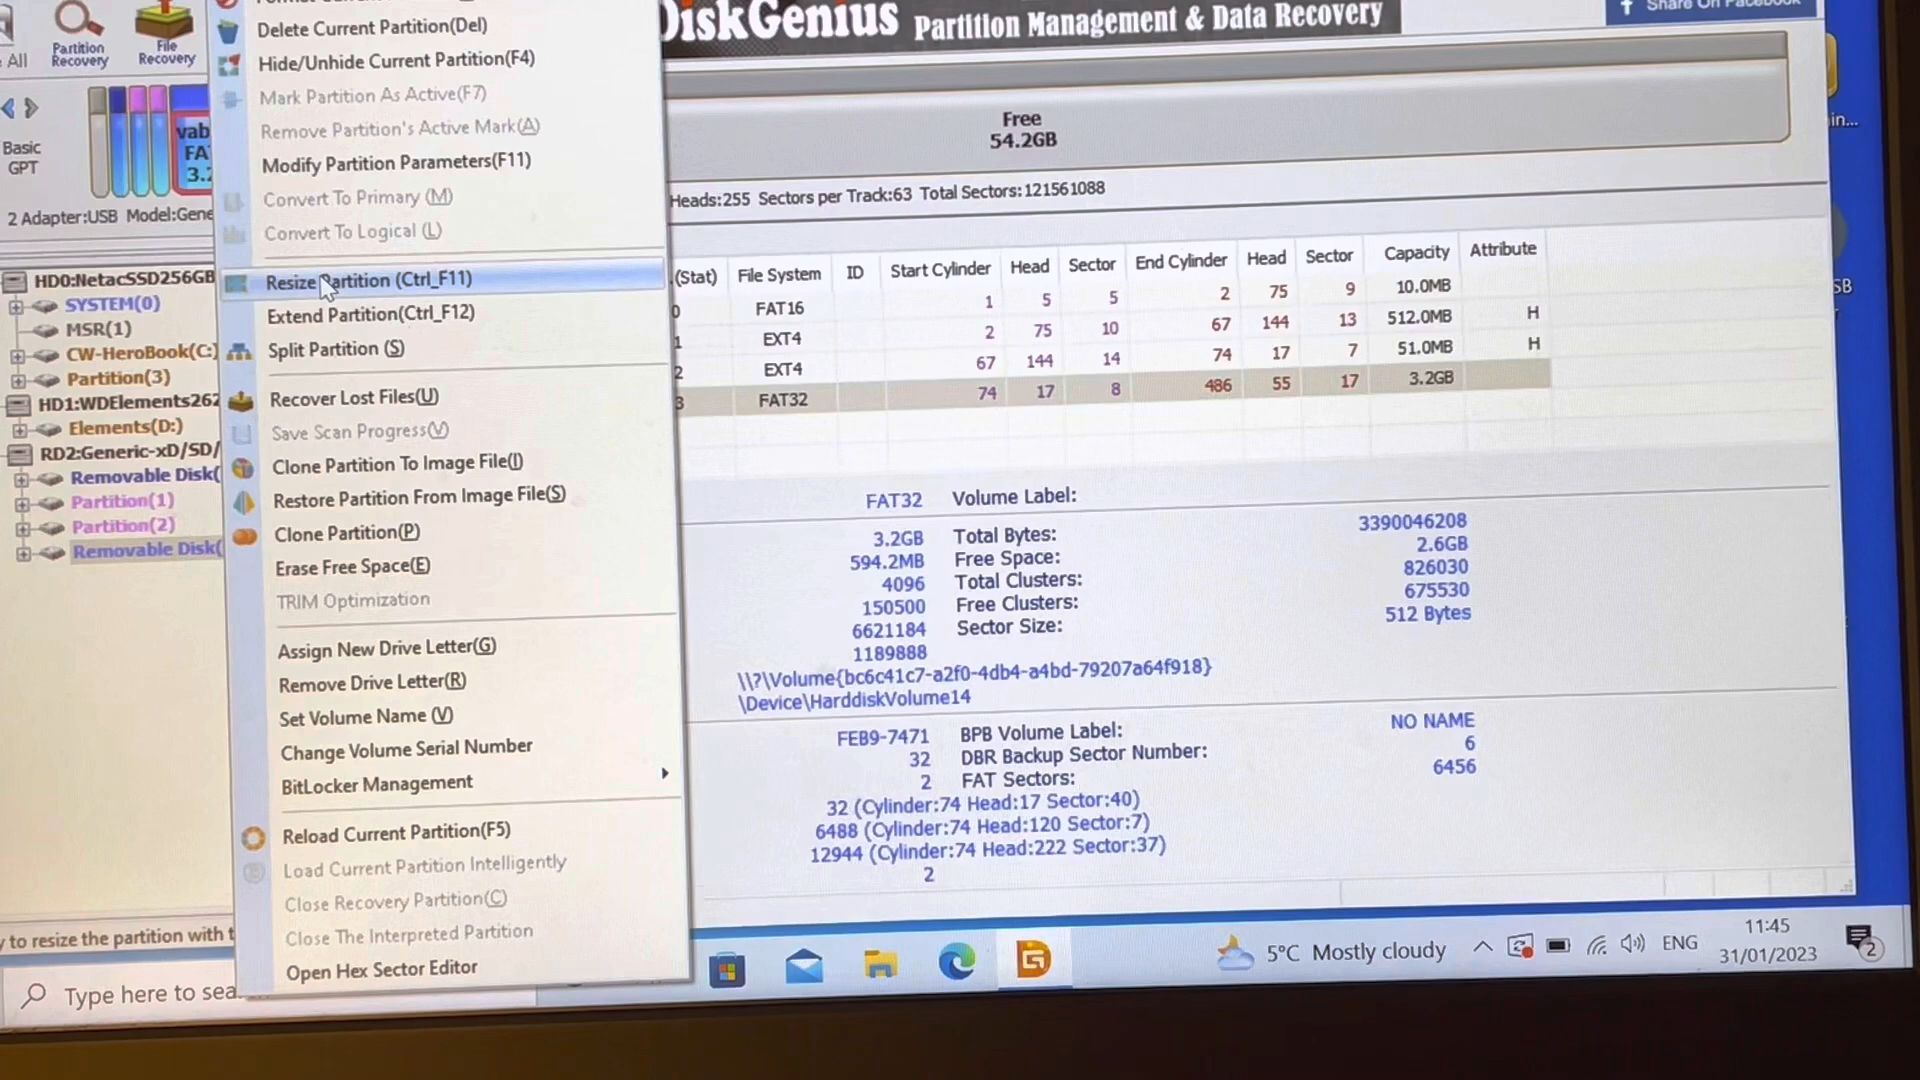 DiskGenius Partition Management & Data Recovery
Share On Facebook
All
Partition
Recovery
File
Recovery
Delete Current Partition(Del)
Hide/Unhide Current Partition(F4)
Mark Partition As Active(F7)
Remove Partition's Active Mark(A)
Modify Partition Parameters(F11)
Convert To Primary (M)
Convert To Logical (L)
Resize Partition (Ctrl_F11)
Extend Partition(Ctrl_F12)
Split Partition (S)
Recover Lost Files(U)
Save Scan Progress(V)
Clone Partition To Image File(I)
Restore Partition From Image File(S)
Clone Partition(P)
Erase Free Space(E)
TRIM Optimization
Assign New Drive Letter(G)
Remove Drive Letter(R)
Set Volume Name (V)
Change Volume Serial Number
BitLocker Management
Reload Current Partition(F5)
Load Current Partition Intelligently
Close Recovery Partition(C)
Close The Interpreted Partition
Open Hex Sector Editor
Basic
GPT
vab
FA
3.2
2 Adapter:USB Model:Gene
HD0:NetacSSD256GB
SYSTEM(0)
MSR(1)
CW-HeroBook(C:)
Partition(3)
HD1:WDElements262
Elements(D:)
RD2:Generic-xD/SD/
Removable Disk(
Partition(1)
Partition(2)
Removable Disk(
y to resize the partition with t
Free
54.2GB
in...
SB
Heads:255 Sectors per Track:63 Total Sectors:121561088
.(Stat) File System ID Start Cylinder Head Sector End Cylinder Head Sector Capacity Attribute
0 FAT16 1 5 5 2 75 9 10.0MB
1 EXT4 2 75 10 67 144 13 512.0MB H
2 EXT4 67 144 14 74 17 7 51.0MB H
3 FAT32 74 17 8 486 55 17 3.2GB
FAT32 Volume Label:
3.2GB Total Bytes: 3390046208
594.2MB Free Space: 2.6GB
4096 Total Clusters: 826030
150500 Free Clusters: 675530
6621184 Sector Size: 512 Bytes
1189888
\\?\Volume{bc6c41c7-a2f0-4db4-a4bd-79207a64f918}
\Device\HarddiskVolume14
FEB9-7471 BPB Volume Label: NO NAME
32 DBR Backup Sector Number: 6
2 FAT Sectors: 6456
32 (Cylinder:74 Head:17 Sector:40)
6488 (Cylinder:74 Head:120 Sector:7)
12944 (Cylinder:74 Head:222 Sector:37)
2
Type here to sea
5°C Mostly cloudy
ENG
11:45
31/01/2023
2